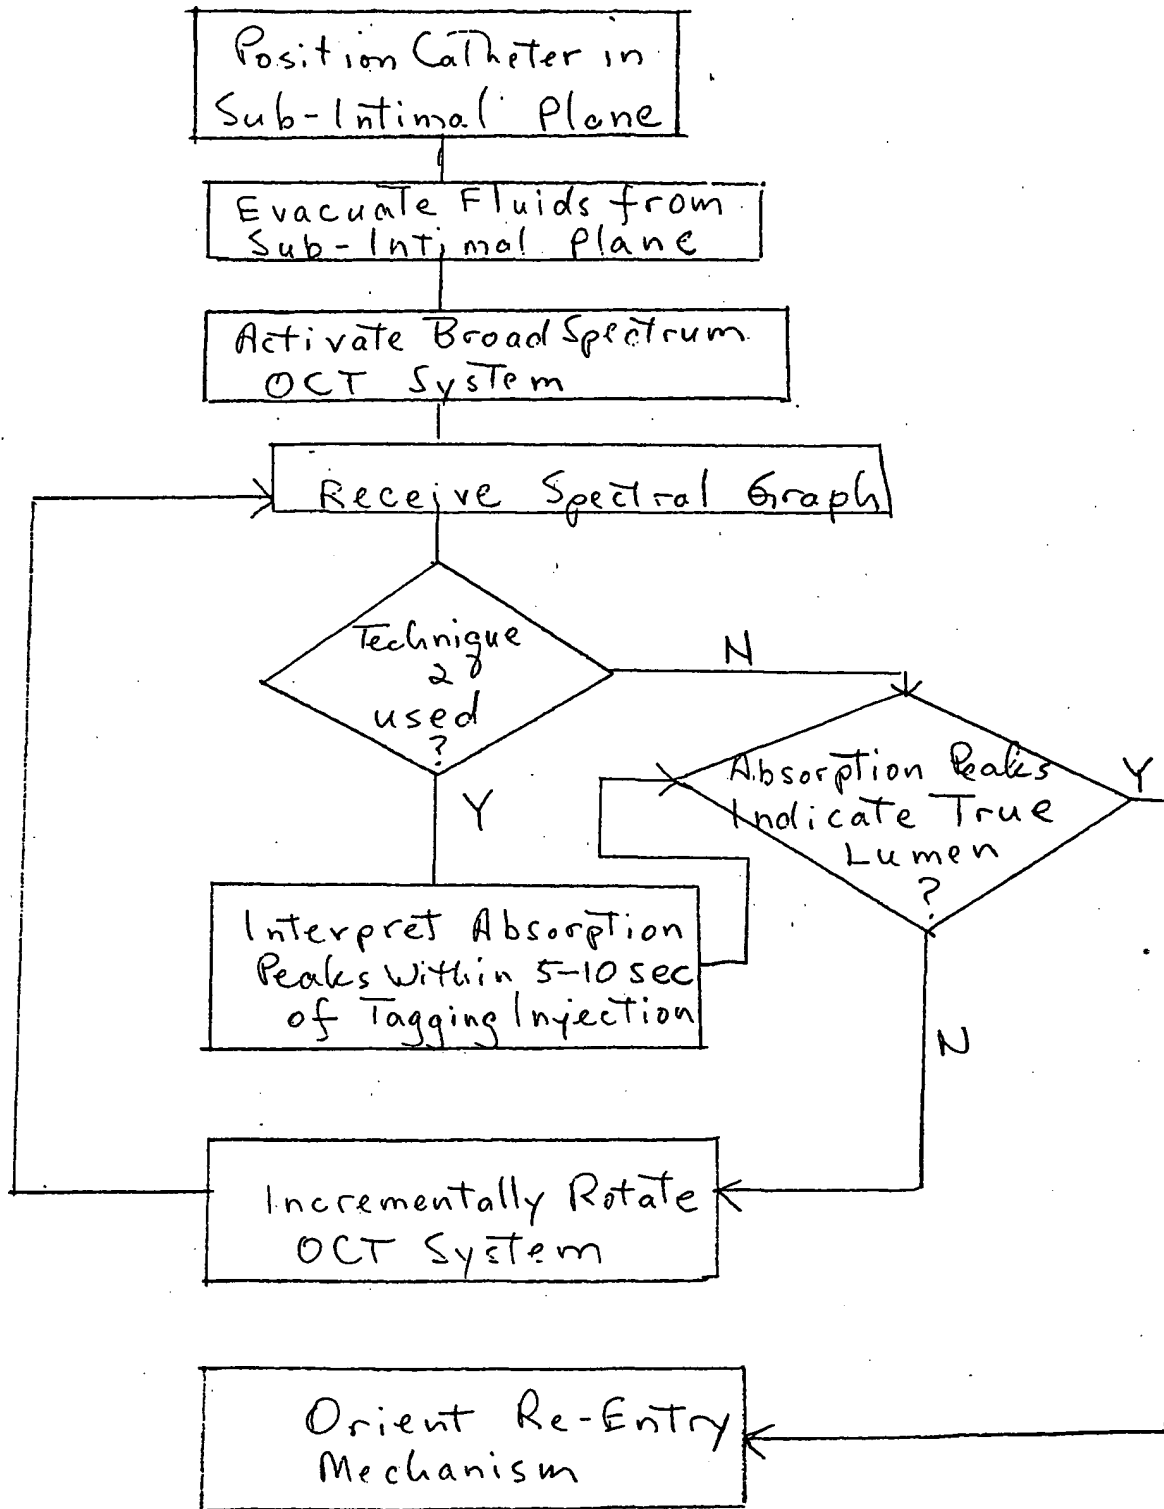 Position Catheter in
Sub-Intimal Plane
Evacuate Fluids from
Sub-Intimal Plane
Activate Broad Spectrum
OCT System
Receive Spectral Graph
Technique
2
used
?
N
Y
Absorption Peaks
Indicate True
Lumen
?
Y
N
Interpret Absorption
Peaks Within 5-10 sec
of Tagging Injection
Incrementally Rotate
OCT System
Orient Re-Entry
Mechanism